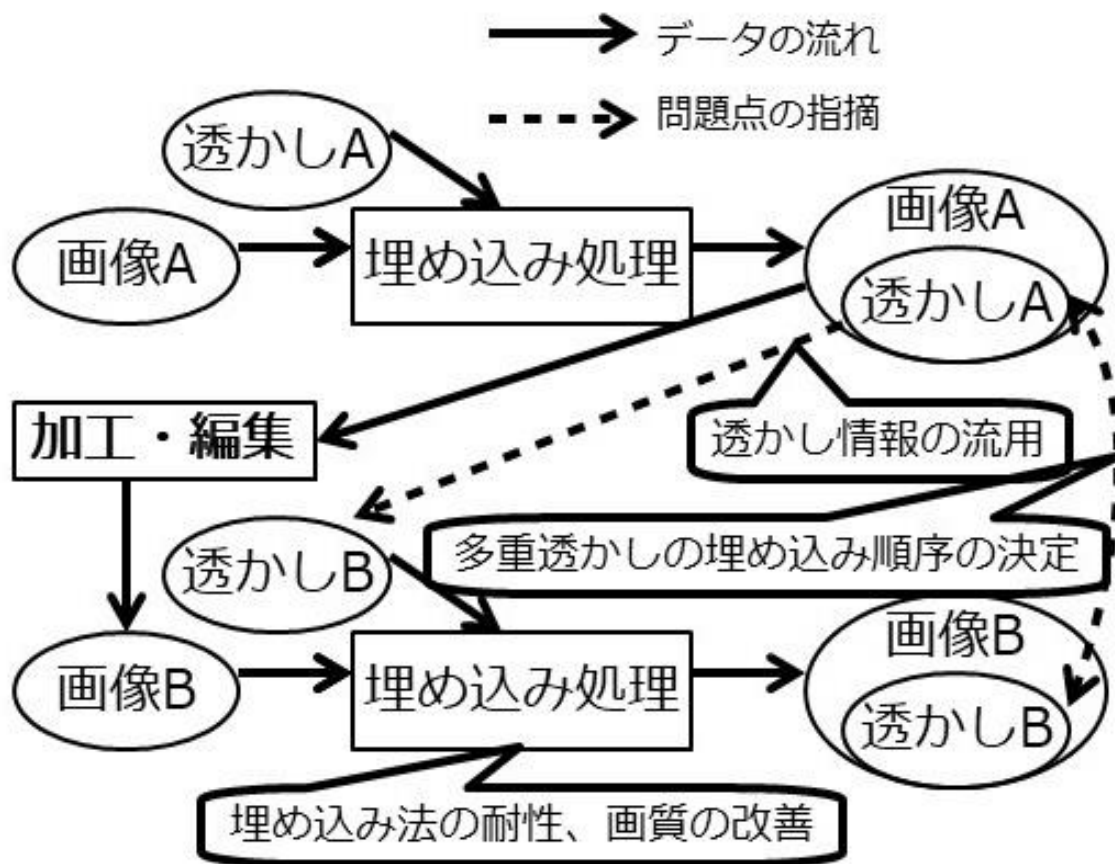 データの流れ
問題点の指摘
透かしA
画像A
埋め込み処理
画像A
透かしA
透かし情報の流用
加工・編集
多重透かしの埋め込み順序の決定
透かしB
画像B
埋め込み処理
画像B
透かしB
埋め込み法の耐性、画質の改善